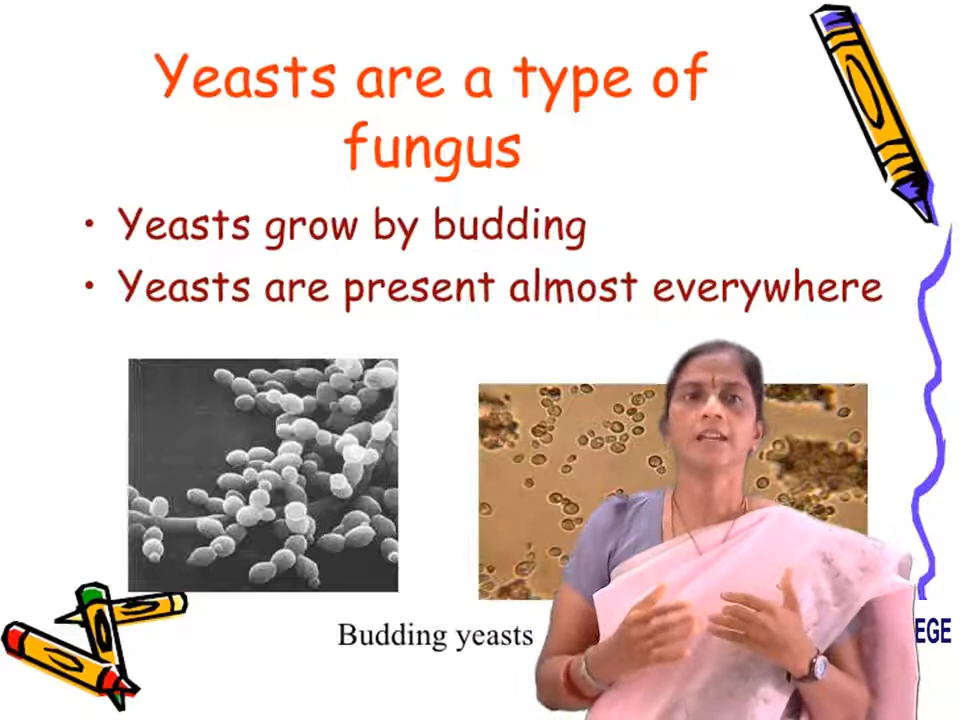 Yeasts are a type of
fungus
• Yeasts grow by budding
• Yeasts are present almost everywhere
Budding yeasts
EGE